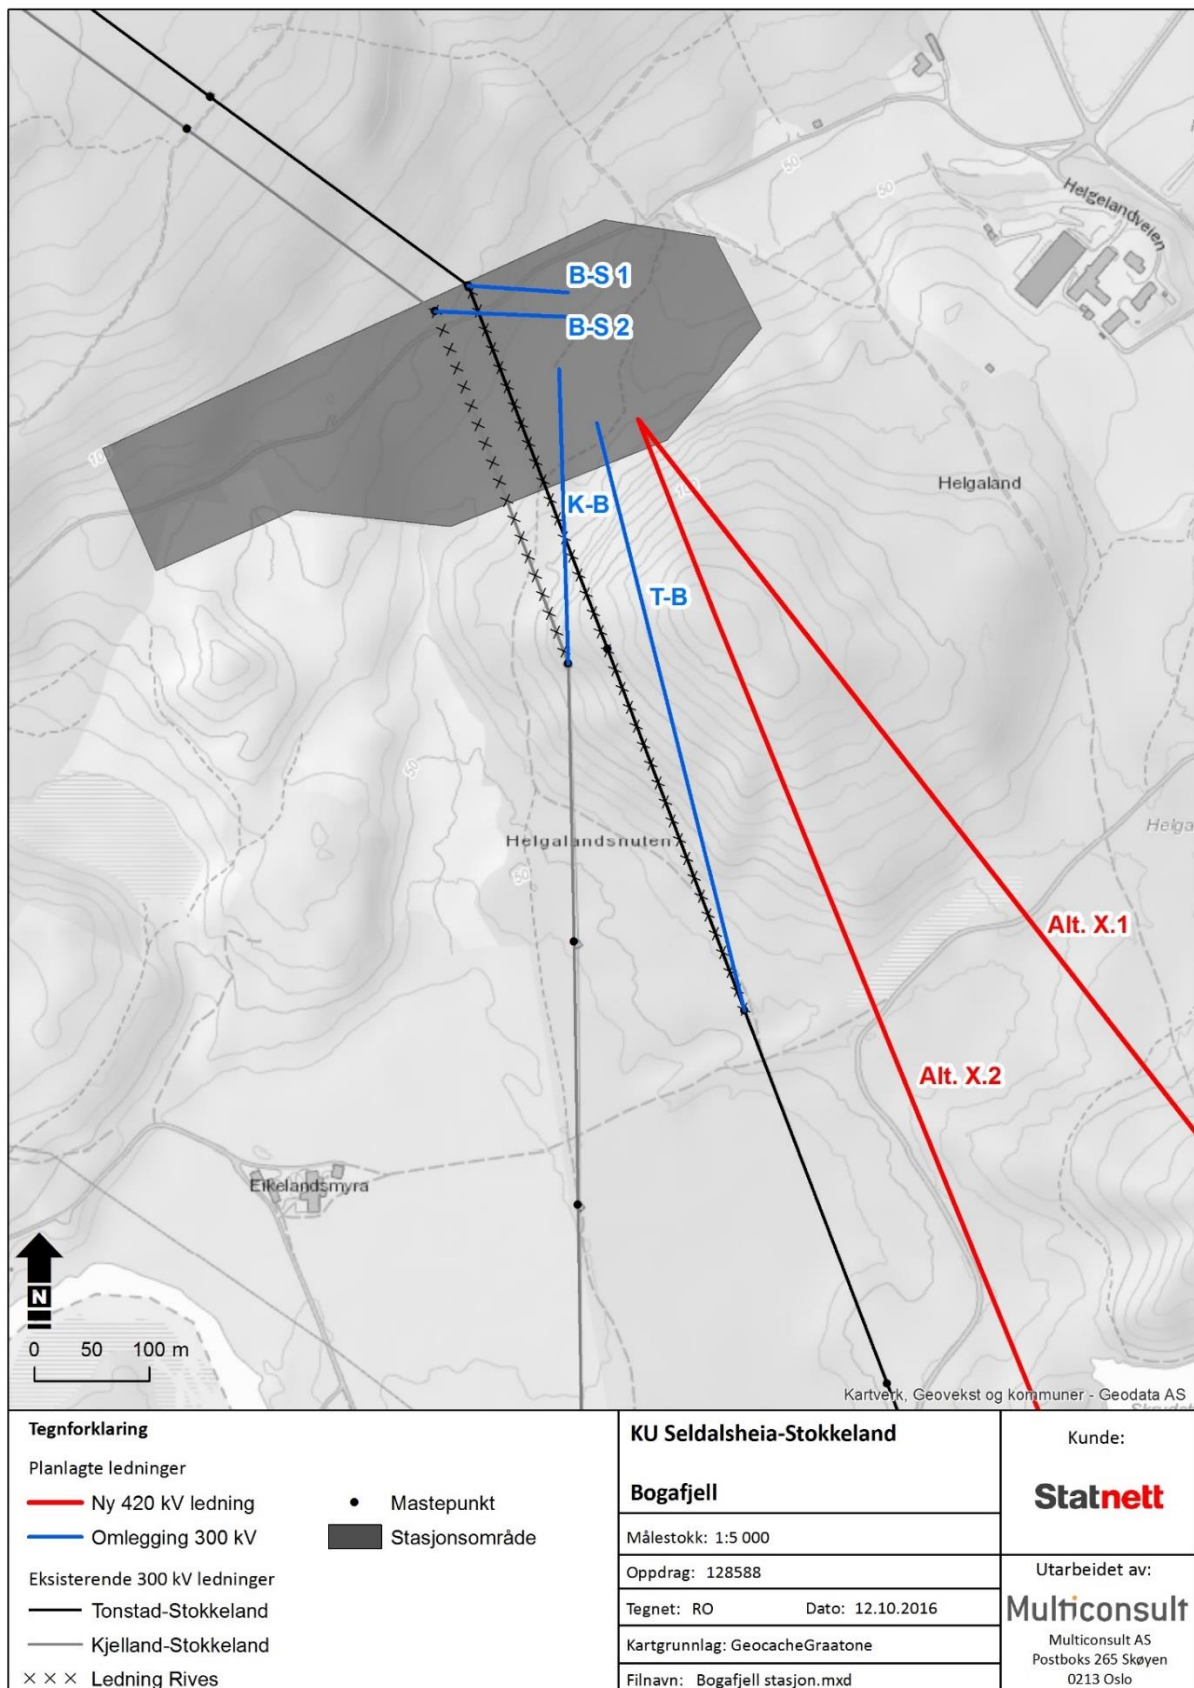 50
50
Helgelandveien
B-S 1
B-S 2
100
K-B
Helgaland
T-B
50
Helgalandsnuten
50
Helga
Alt. X.1
Alt. X.2
Eikelandsmyra
N
0 50 100 m
Kartverk, Geovekst og kommuner - Geodata AS
Tegnforklaring
Planlagte ledninger
Ny 420 kV ledning
Omlegging 300 kV
Mastepunkt
Stasjonsområde
Eksisterende 300 kV ledninger
Tonstad-Stokkeland
Kjelland-Stokkeland
××× Ledning Rives
KU Seldalsheia-Stokkeland
Bogafjell
Målestokk: 1:5 000
Oppdrag: 128588
Tegnet: RO Dato: 12.10.2016
Kartgrunnlag: GeocacheGraatone
Filnavn: Bogafjell stasjon.mxd
Kunde:
Statnett
Utarbeidet av:
Multiconsult
Multiconsult AS
Postboks 265 Skøyen
0213 Oslo